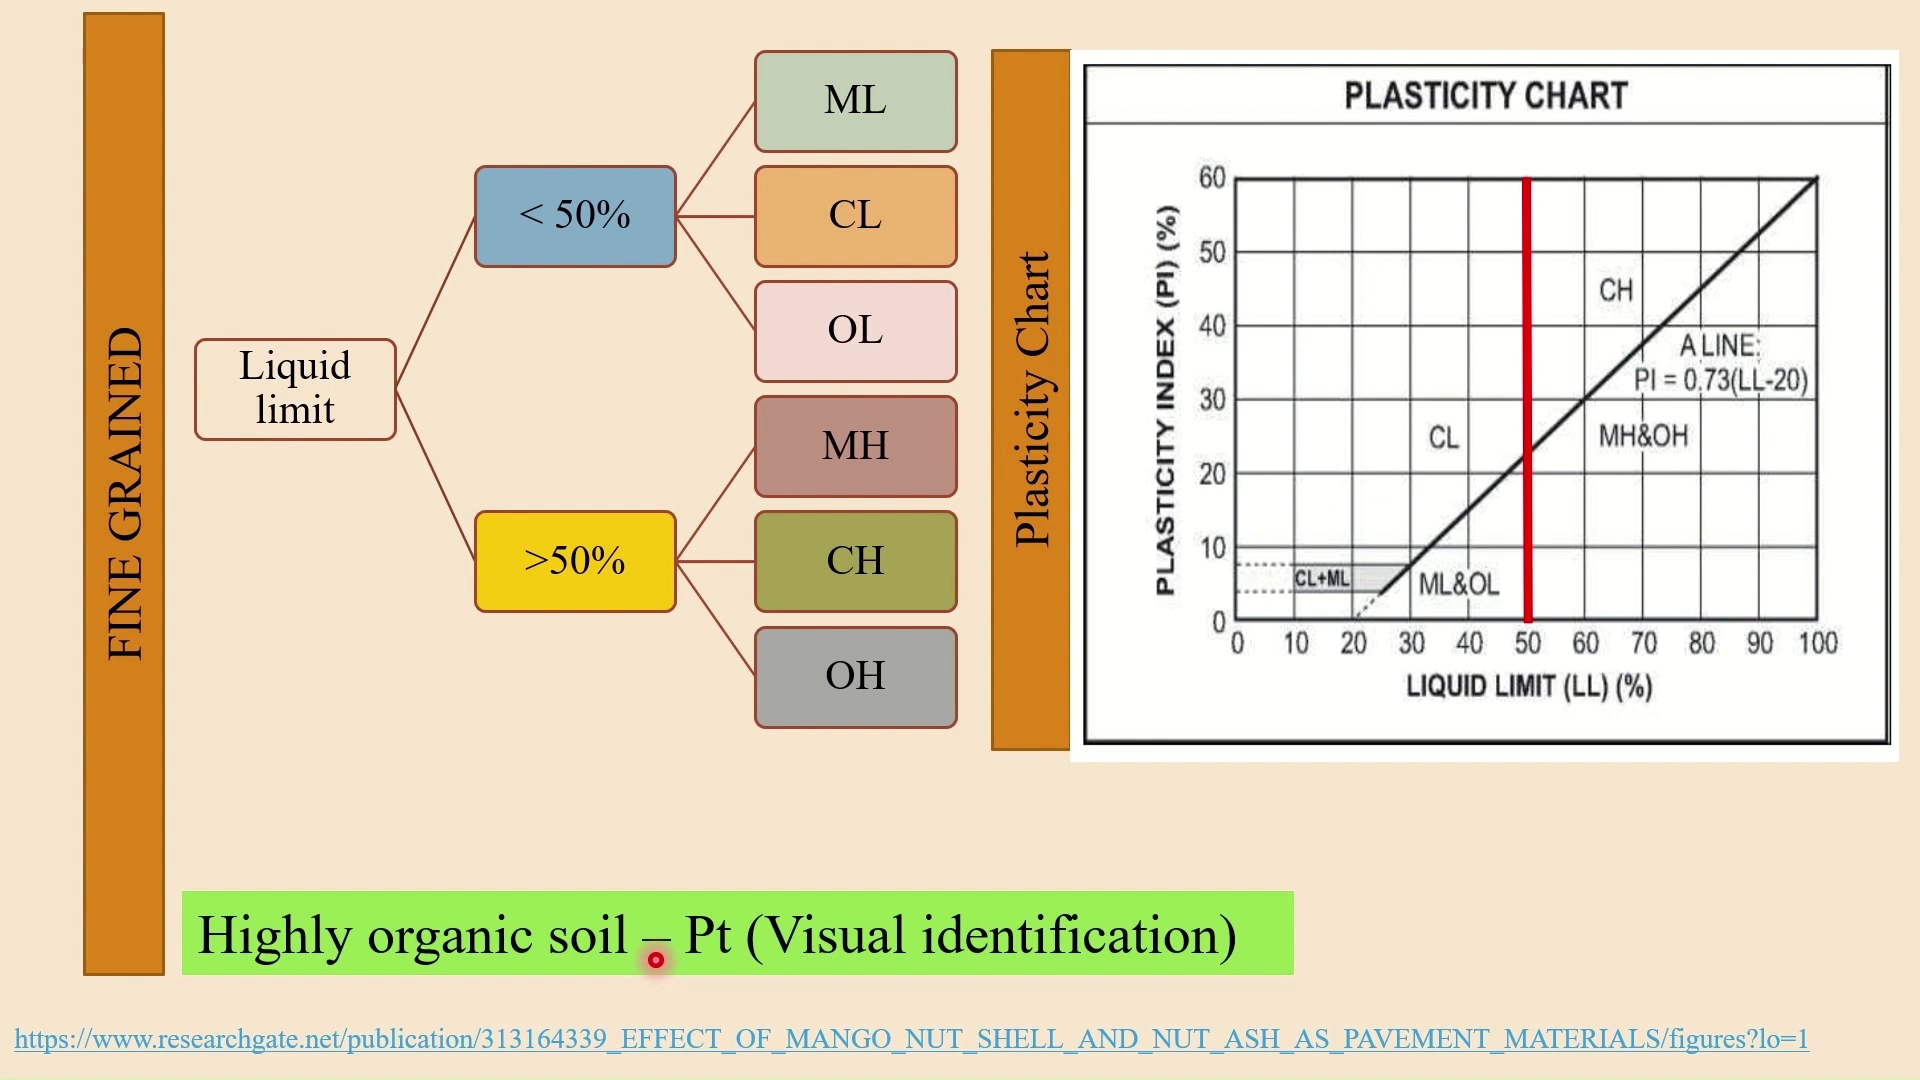 FINE GRAINED
Liquid
limit
< 50%
>50%
ML
CL
OL
MH
CH
OH
Plasticity Chart
PLASTICITY CHART
PLASTICITY INDEX (PI) (%)
60
50
40
30
20
10
0
CH
A LINE:
PI = 0.73(LL-20)
CL
MH&OH
CL+ML
ML&OL
0 10 20 30 40 50 60 70 80 90 100
LIQUID LIMIT (LL) (%)
Highly organic soil – Pt (Visual identification)
https://www.researchgate.net/publication/313164339_EFFECT_OF_MANGO_NUT_SHELL_AND_NUT_ASH_AS_PAVEMENT_MATERIALS/figures?lo=1